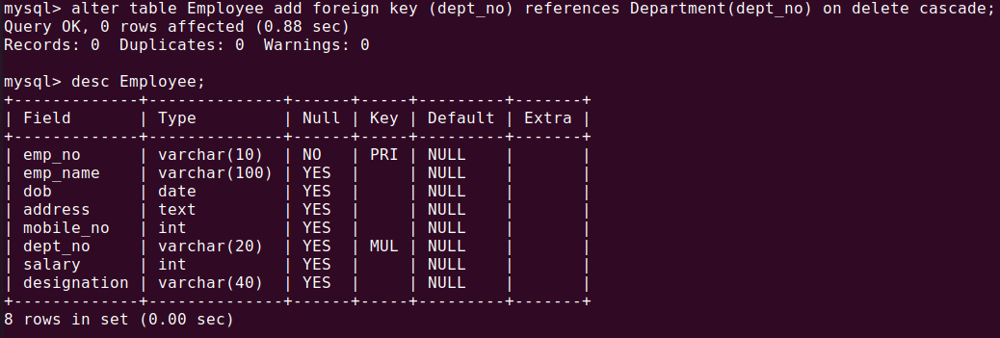 mysql> alter table Employee add foreign key (dept_no) references Department(dept_no) on delete cascade;
Query OK, 0 rows affected (0.88 sec)
Records: 0  Duplicates: 0  Warnings: 0

mysql> desc Employee;
+-------------+--------------+------+-----+---------+-------+
| Field       | Type         | Null | Key | Default | Extra |
+-------------+--------------+------+-----+---------+-------+
| emp_no      | varchar(10)  | NO   | PRI | NULL    |       |
| emp_name    | varchar(100) | YES  |     | NULL    |       |
| dob         | date         | YES  |     | NULL    |       |
| address     | text         | YES  |     | NULL    |       |
| mobile_no   | int          | YES  |     | NULL    |       |
| dept_no     | varchar(20)  | YES  | MUL | NULL    |       |
| salary      | int          | YES  |     | NULL    |       |
| designation | varchar(40)  | YES  |     | NULL    |       |
+-------------+--------------+------+-----+---------+-------+
8 rows in set (0.00 sec)